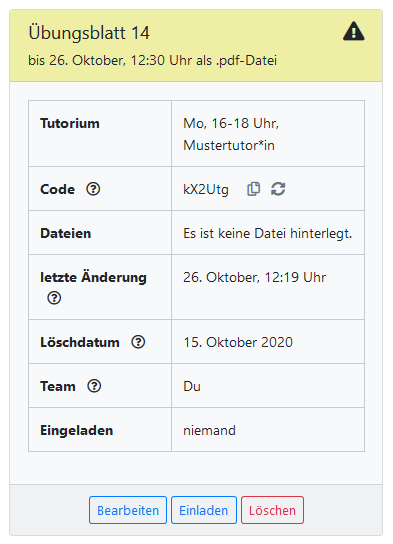 Übungsblatt 14
bis 26. Oktober, 12:30 Uhr als .pdf-Datei
Tutorium Mo, 16-18 Uhr,
Mustertutor*in
Code kX2Utg
Dateien Es ist keine Datei hinterlegt.
letzte Änderung 26. Oktober, 12:19 Uhr
Löschdatum 15. Oktober 2020
Team Du
Eingeladen niemand
Bearbeiten Einladen Löschen